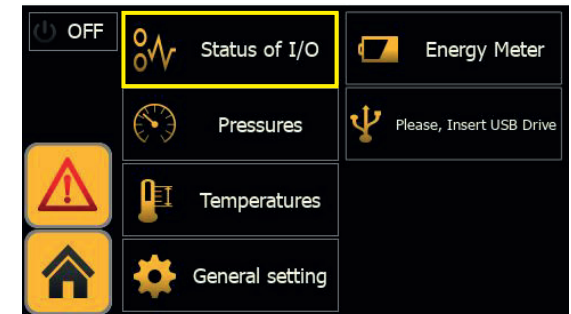 OFF
Status of I/O
Energy Meter
Pressures
Please, Insert USB Drive
Temperatures
General setting